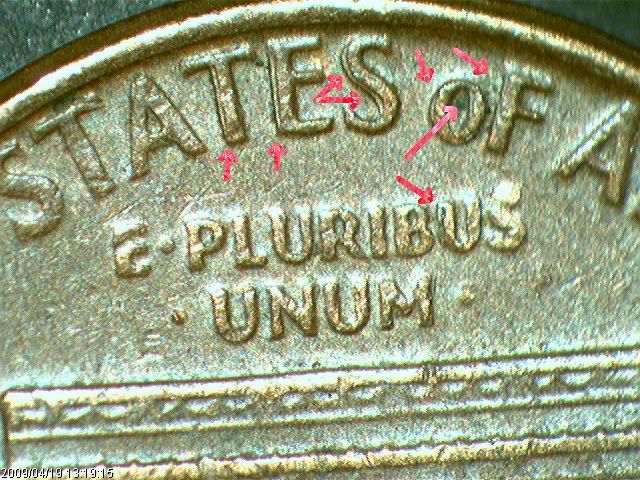 STATES OF A
E·PLURIBUS
·UNUM·
2009/04/19 13:19:15